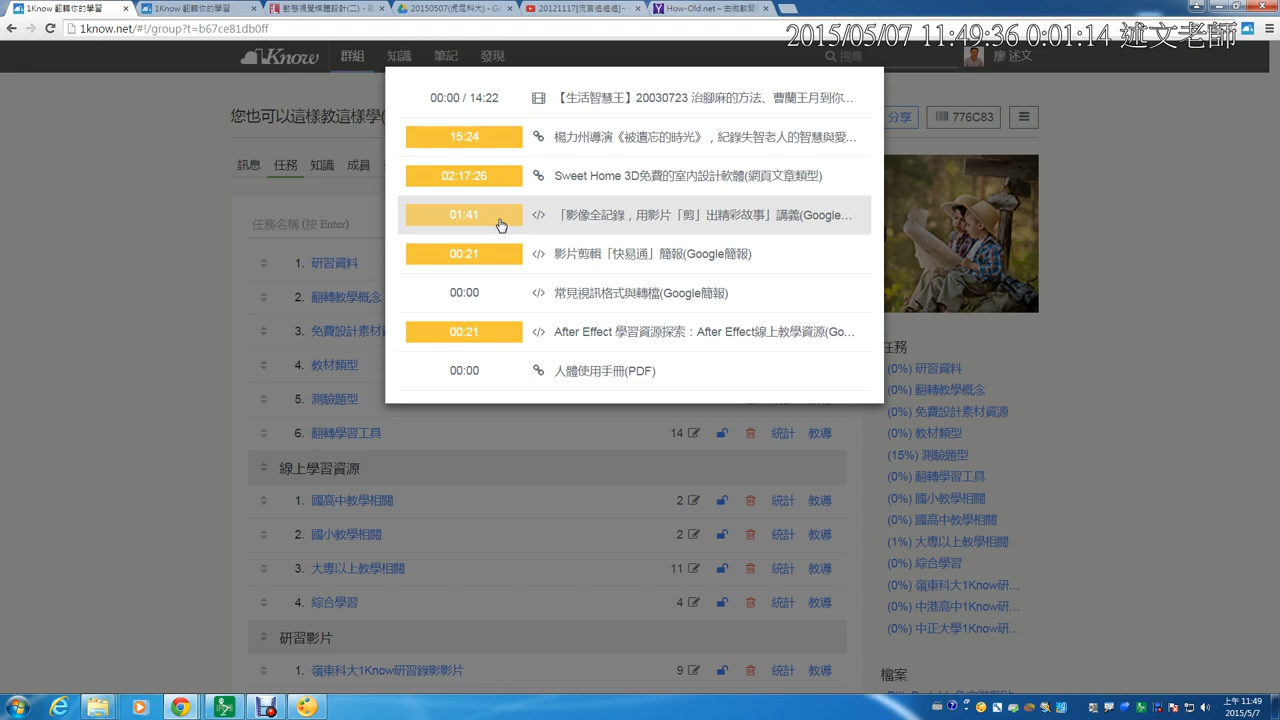 1Know 翻轉你的學習
1Know 翻轉你的學習
動態視覺媒體設計(二)
20150507(虎尾科大) - Go
20121117[流言追追追]
How-Old.net – 由微軟開
1know.net/#!/group?t=b67ce81db0ff
2015/05/07 11:49:36 0:01:14 述文老師
1Know
群組
知識
筆記
發現
搜尋
廖 述文
您也可以這樣教這樣學(
分享
776C83
訊息
任務
知識
成員
任務名稱 (按 Enter)
00:00 / 14:22 【生活智慧王】20030723 治腳麻的方法、曹蘭王月到你...
15:24 楊力州導演《被遺忘的時光》，紀錄失智老人的智慧與愛...
02:17:26 Sweet Home 3D免費的室內設計軟體(網頁文章類型)
01:41 </> 「影像全記錄，用影片「剪」出精彩故事」講義(Google...
00:21 </> 影片剪輯「快易通」簡報(Google簡報)
00:00 </> 常見視訊格式與轉檔(Google簡報)
00:21 </> After Effect 學習資源探索：After Effect線上教學資源(Go...
00:00 人體使用手冊(PDF)
1. 研習資料
2. 翻轉教學概念
3. 免費設計素材
4. 教材類型
5. 測驗題型
6. 翻轉學習工具 14 統計 教導
線上學習資源
1. 國高中教學相關 2 統計 教導
2. 國小教學相關 2 統計 教導
3. 大專以上教學相關 11 統計 教導
4. 綜合學習 4 統計 教導
研習影片
1. 嶺東科大1Know研習錄影影片 9 統計 教導
任務
(0%) 研習資料
(0%) 翻轉教學概念
(0%) 免費設計素材資源
(0%) 教材類型
(15%) 測驗題型
(0%) 翻轉學習工具
(0%) 國小教學相關
(0%) 國高中教學相關
(1%) 大專以上教學相關
(0%) 綜合學習
(0%) 嶺東科大1Know研...
(0%) 中港高中1Know研...
(0%) 中正大學1Know研...
檔案
上午 11:49
2015/5/7